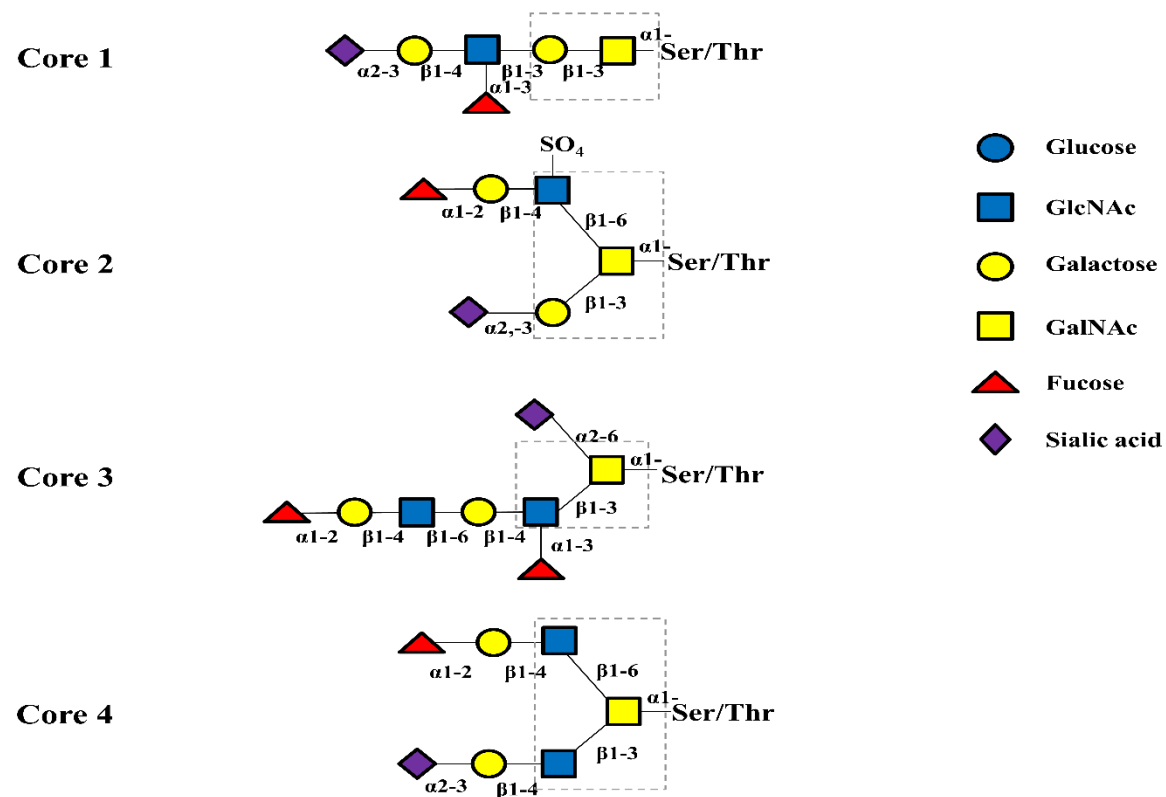 Core 1
α1-
Ser/Thr
α2-3
β1-4
β1-3
β1-3
α1-3
Core 2
SO₄
α1-2
β1-4
β1-6
α1-
Ser/Thr
β1-3
α2,-3
Core 3
α2-6
α1-
Ser/Thr
β1-3
α1-2
β1-4
β1-6
β1-4
α1-3
Core 4
α1-2
β1-4
β1-6
α1-
Ser/Thr
β1-3
α2-3
β1-4
Glucose
GlcNAc
Galactose
GalNAc
Fucose
Sialic acid